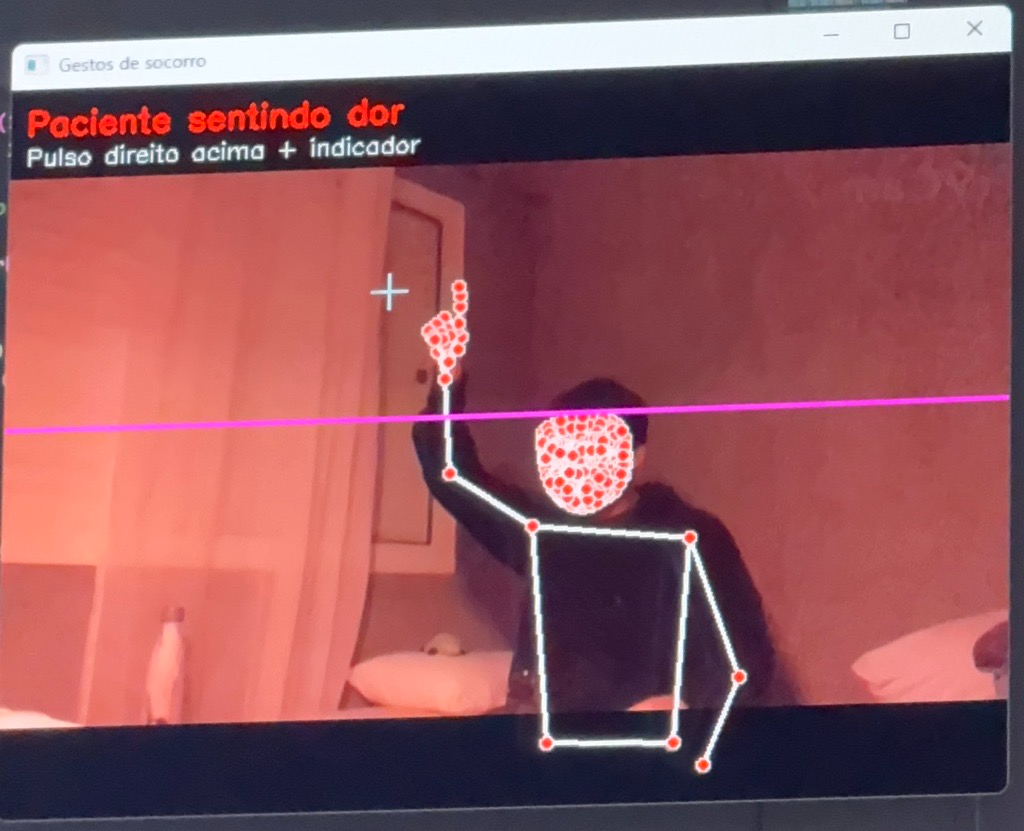 Gestos de socorro
Paciente sentindo dor
Pulso direito acima + indicador